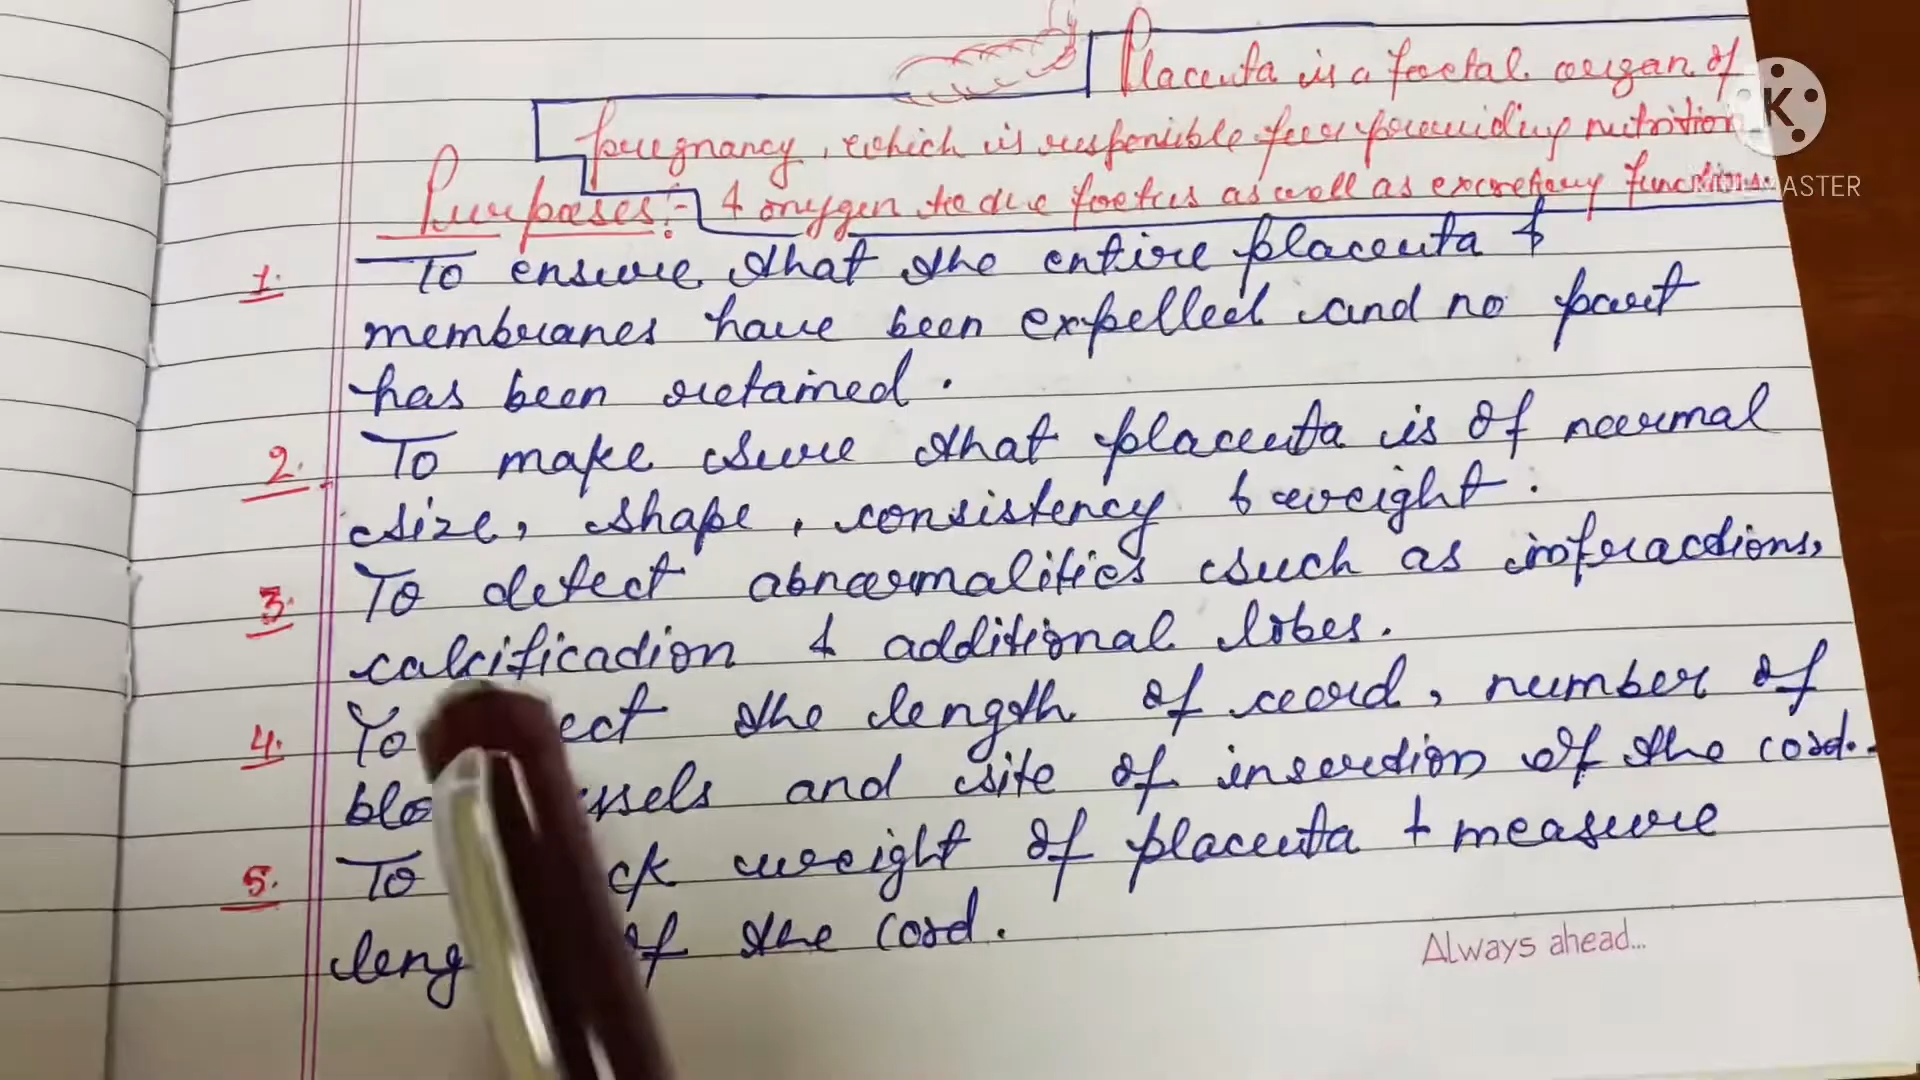 Placenta is a foetal organ of
pregnancy, which is responsible for providing nutrition
Purposes:- & oxygen to due foetus as well as excretory functions.
1. To ensure that the entire placenta &
membranes have been expelled and no part
has been retained.
2. To make sure that placenta is of normal
size, shape, consistency & weight.
3. To detect abnormalities such as infractions,
calcification & additional lobes.
4. To ect the length of cord, number of
blo ssels and site of insertion of the cord.
5. To ck weight of placenta & measure
leng of the cord.
Always ahead...
K
MASTER